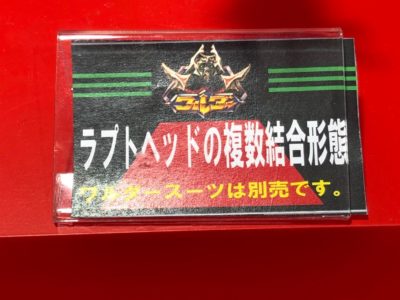 ラプトヘッドの複数結合形態
ワルダースーツは別売です。